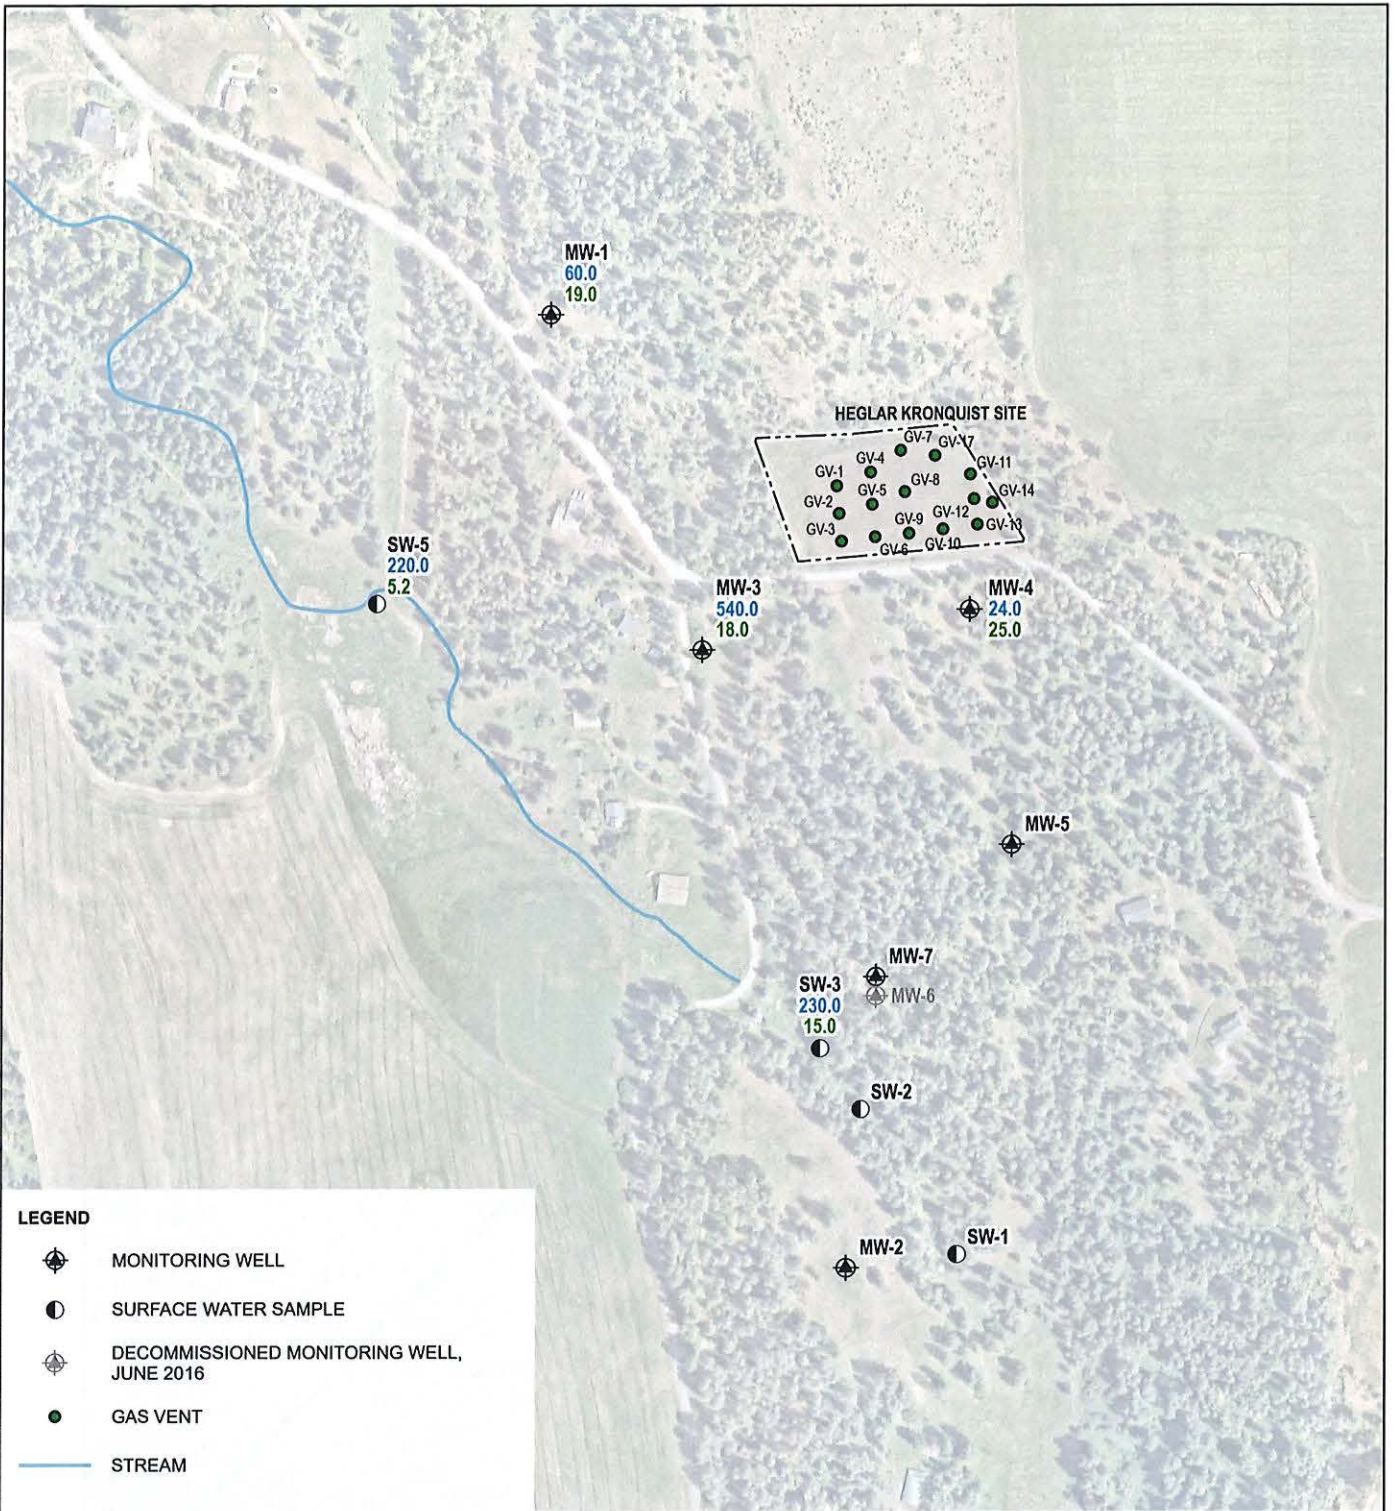 MW-1
60.0
19.0
HEGLAR KRONQUIST SITE
GV-7
GV-17
GV-4
GV-11
GV-1
GV-8
GV-5
GV-14
GV-2
GV-12
GV-9
GV-13
GV-3
GV-6
GV-10
SW-5
220.0
5.2
MW-3
540.0
18.0
MW-4
24.0
25.0
MW-5
MW-7
MW-6
SW-3
230.0
15.0
SW-2
SW-1
MW-2
LEGEND
MONITORING WELL
SURFACE WATER SAMPLE
DECOMMISSIONED MONITORING WELL,
JUNE 2016
GAS VENT
STREAM